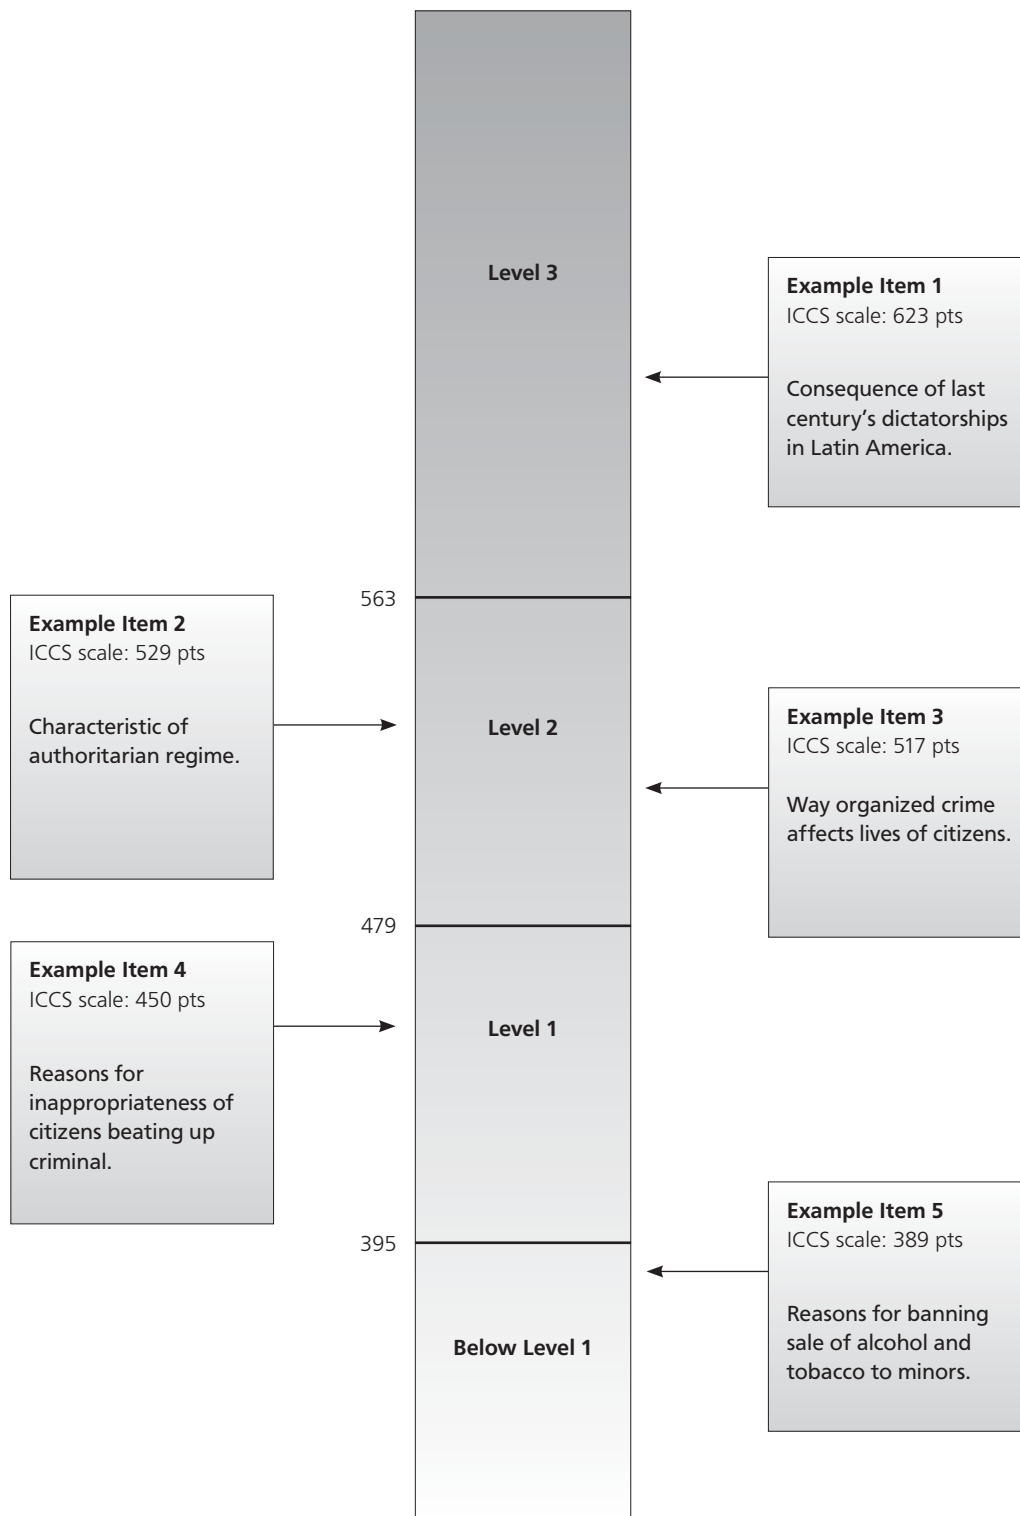 Level 3
Example Item 1
ICCS scale: 623 pts
Consequence of last
century’s dictatorships
in Latin America.
563
Example Item 2
ICCS scale: 529 pts
Characteristic of
authoritarian regime.
Level 2
Example Item 3
ICCS scale: 517 pts
Way organized crime
affects lives of citizens.
479
Example Item 4
ICCS scale: 450 pts
Reasons for
inappropriateness of
citizens beating up
criminal.
Level 1
395
Example Item 5
ICCS scale: 389 pts
Reasons for banning
sale of alcohol and
tobacco to minors.
Below Level 1